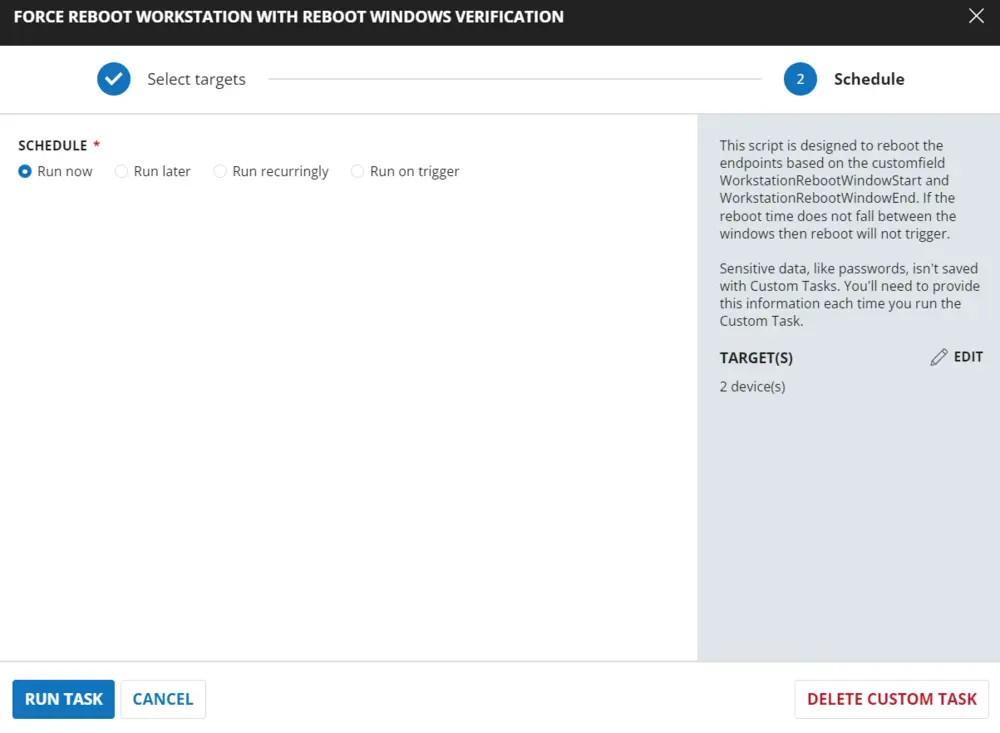 FORCE REBOOT WORKSTATION WITH REBOOT WINDOWS VERIFICATION
Select targets
2 Schedule
SCHEDULE *
Run now Run later Run recurringly Run on trigger
This script is designed to reboot the
endpoints based on the customfield
WorkstationRebootWindowStart and
WorkstationRebootWindowEnd. If the
reboot time does not fall between the
windows then reboot will not trigger.
Sensitive data, like passwords, isn't saved
with Custom Tasks. You'll need to provide
this information each time you run the
Custom Task.
TARGET(S) EDIT
2 device(s)
RUN TASK CANCEL DELETE CUSTOM TASK